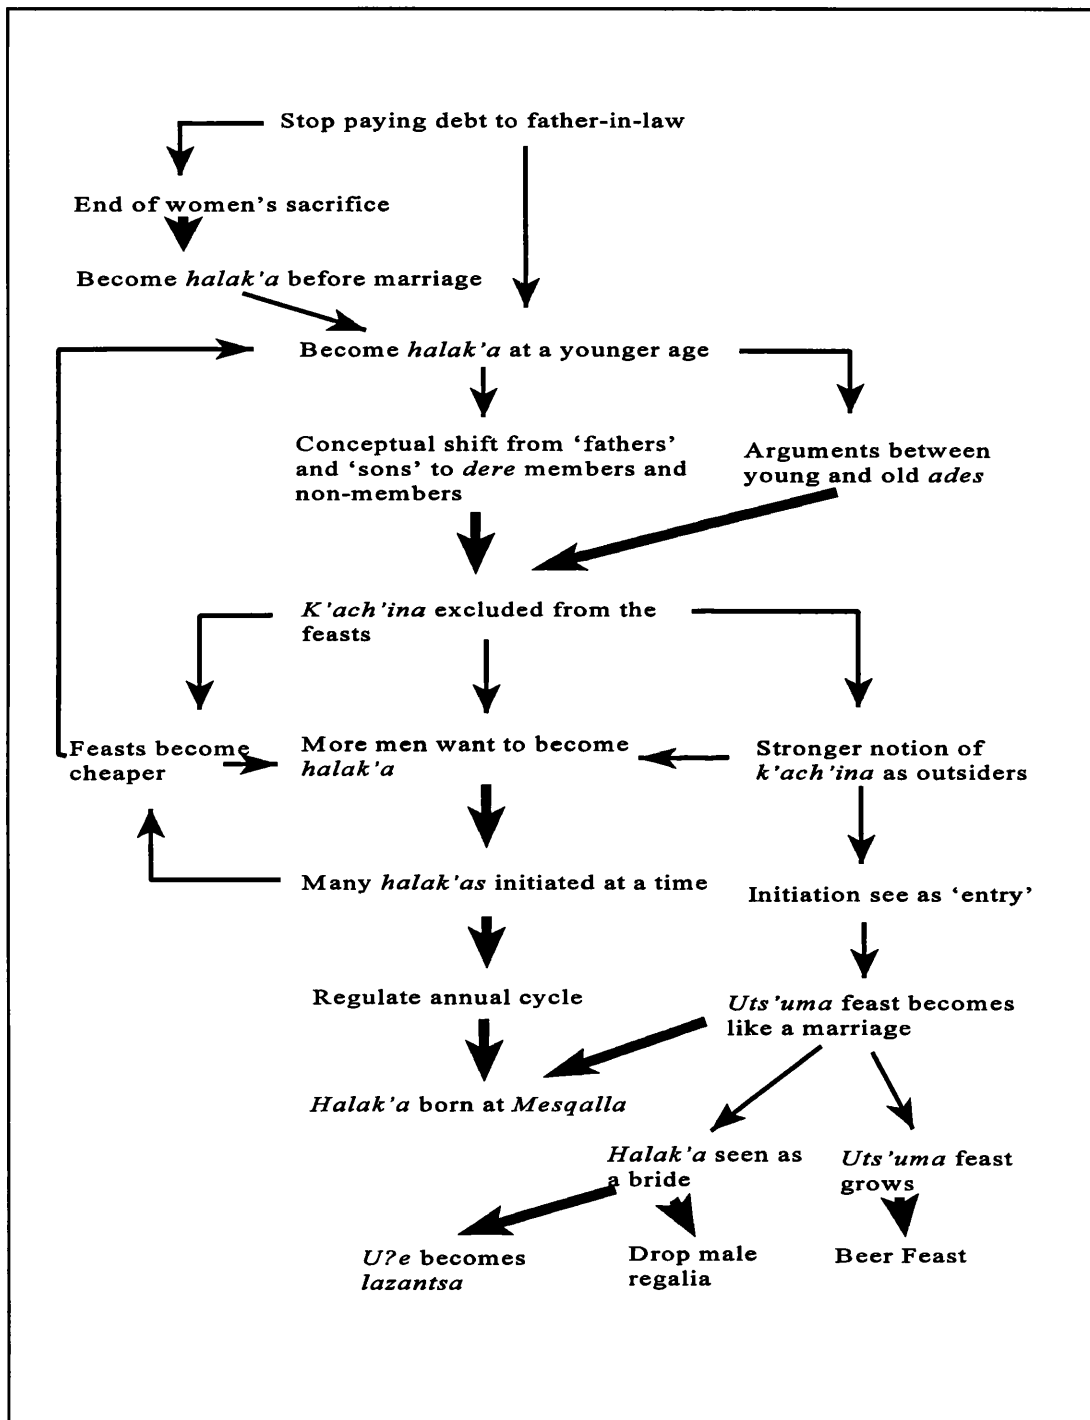 Stop paying debt to father-in-law
End of women's sacrifice
Become halak'a before marriage
Become halak'a at a younger age
Conceptual shift from ‘fathers’
and ‘sons’ to dere members and
non-members
Arguments between
young and old ades
K'ach'ina excluded from the
feasts
Feasts become
cheaper
More men want to become
halak'a
Stronger notion of
k'ach'ina as outsiders
Many halak'as initiated at a time
Initiation see as ‘entry’
Regulate annual cycle
Uts'uma feast becomes
like a marriage
Halak'a born at Mesqalla
Halak'a seen as
a bride
Uts'uma feast
grows
U?e becomes
lazantsa
Drop male
regalia
Beer Feast